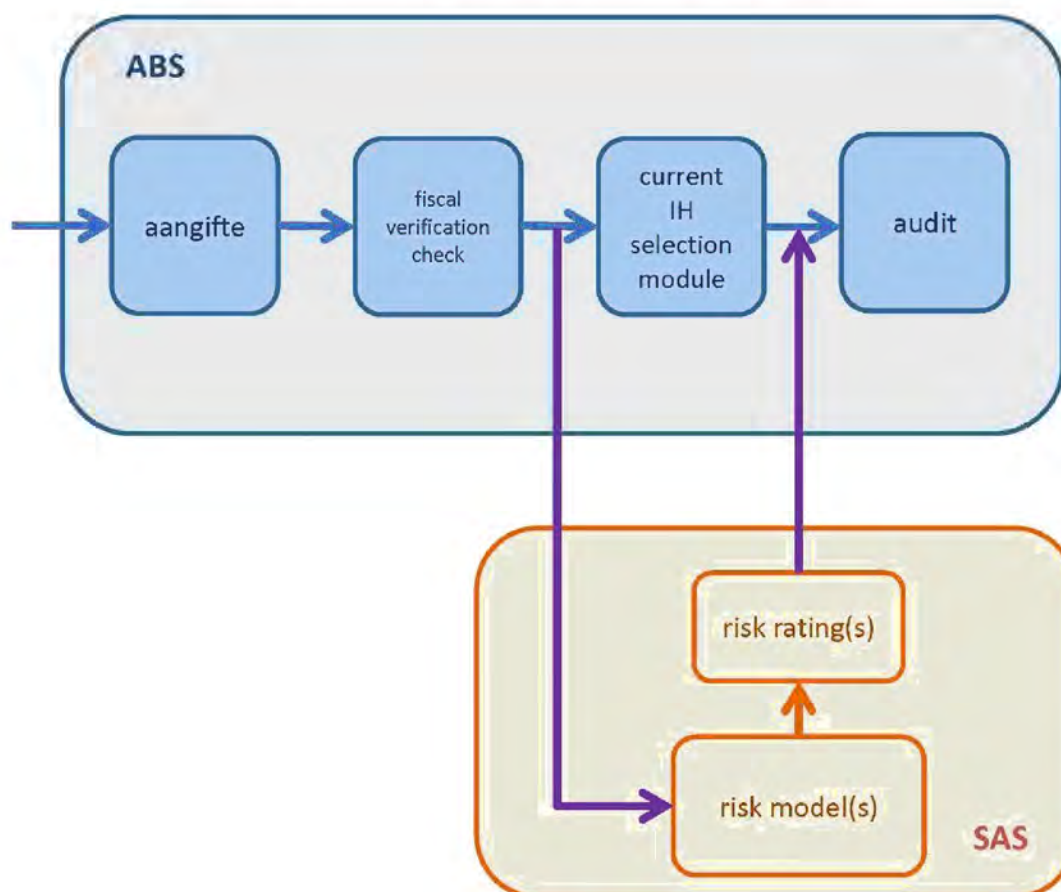 ABS
aangifte
fiscal
verification
check
current
IH
selection
module
audit
risk rating(s)
risk model(s)
SAS